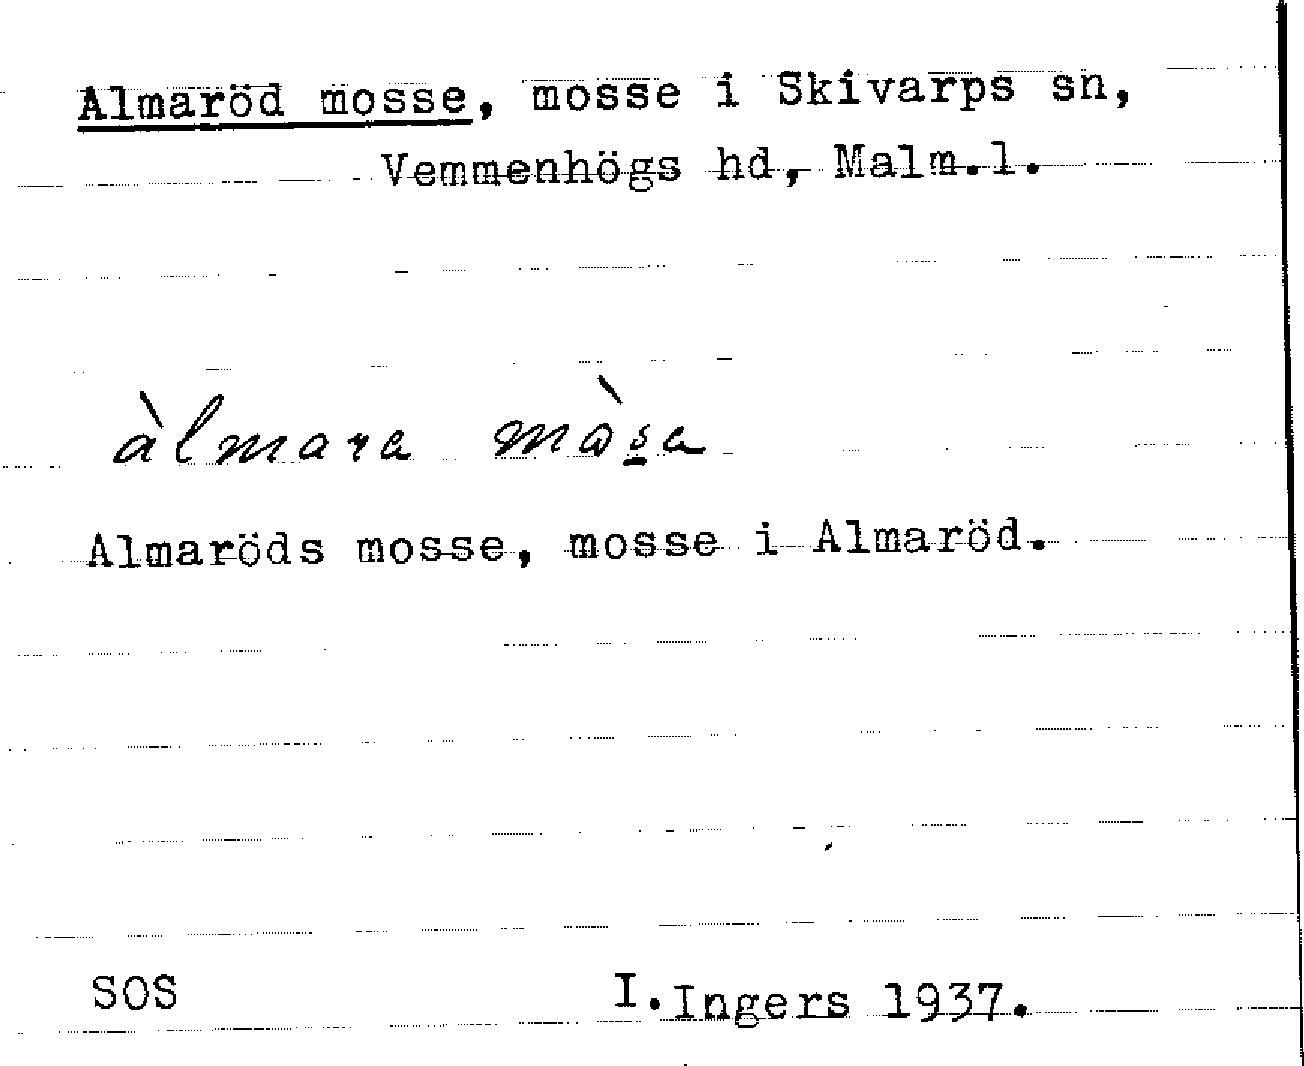 Almaröd mosse, mosse i Skivarps sn,
Vemmenhögs hd, Malm.l.
àlmara mòsa
Almaröds mosse, mosse i Almaröd.
SOS I.Ingers 1937.